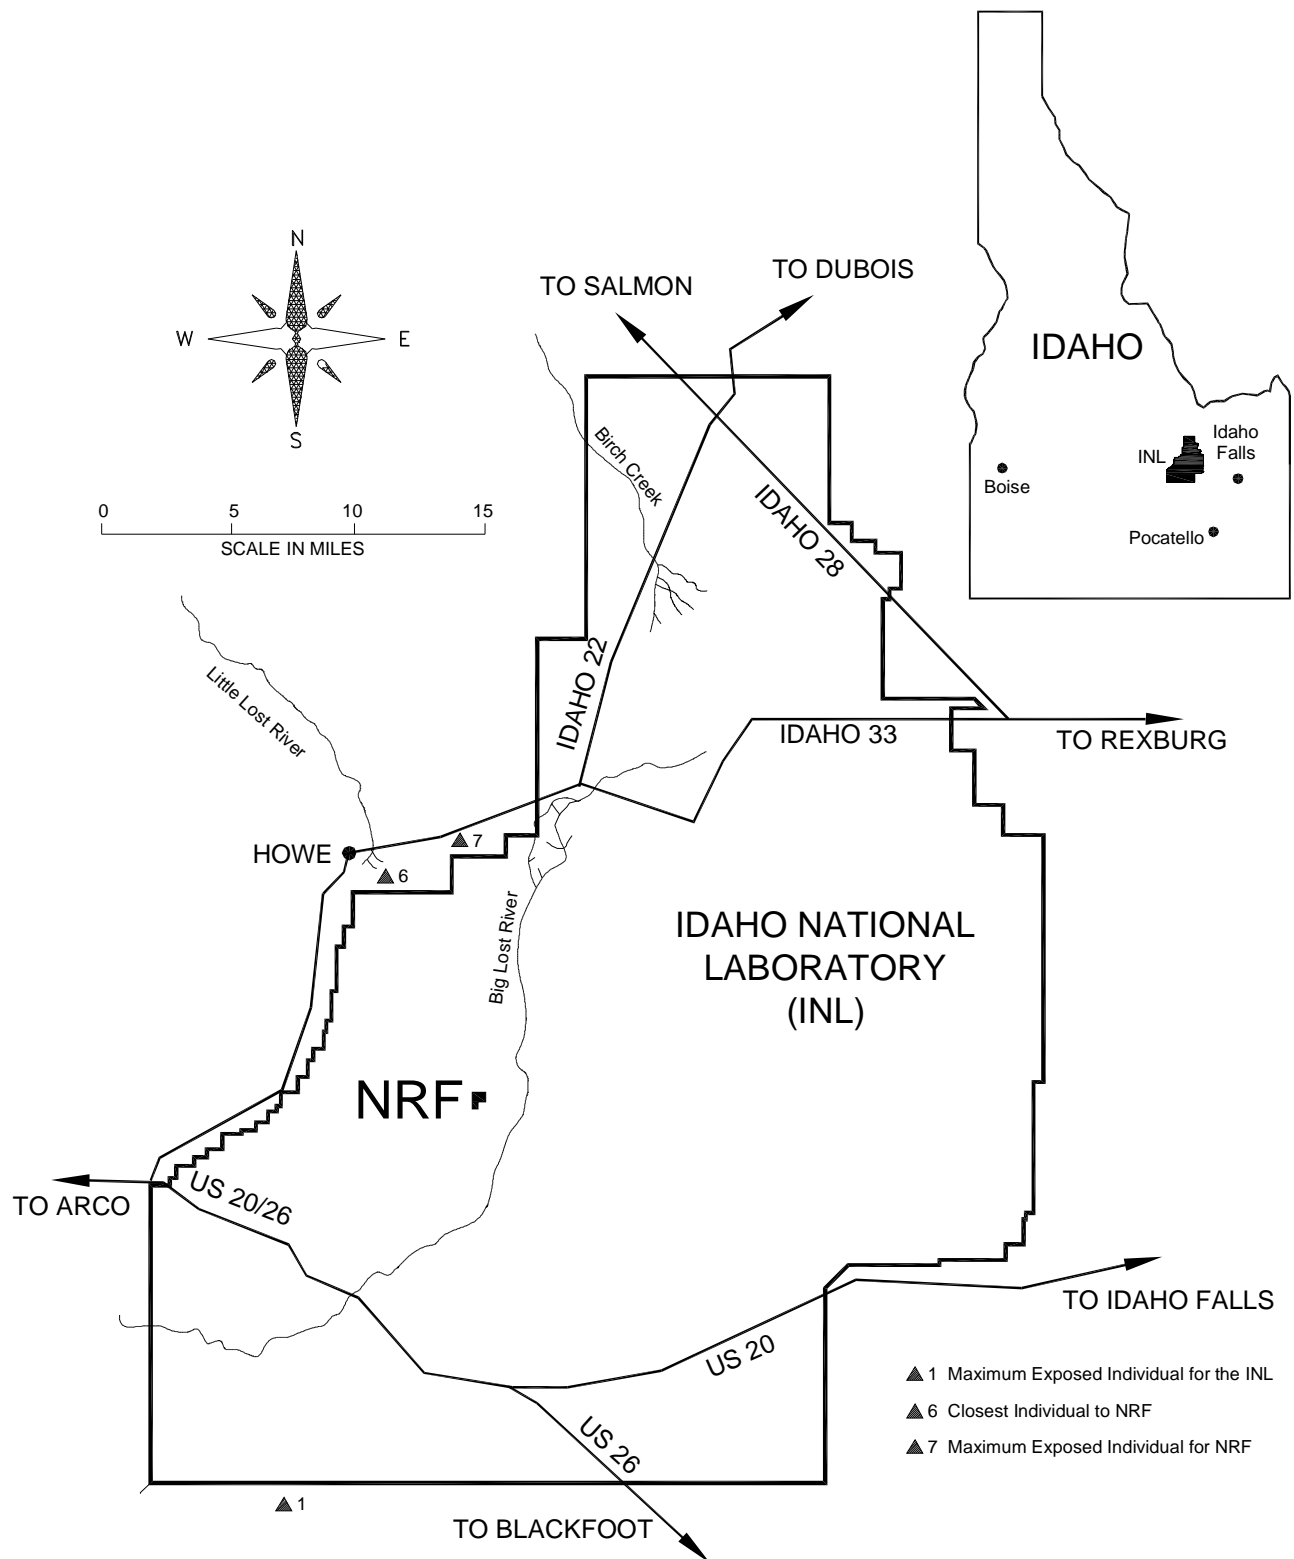 N
W
E
S
0
5
10
15
SCALE IN MILES
TO SALMON
TO DUBOIS
IDAHO
INL
Idaho
Falls
Boise
Pocatello
Birch Creek
IDAHO 28
Little Lost River
IDAHO 22
IDAHO 33
TO REXBURG
HOWE
7
6
Big Lost River
IDAHO NATIONAL
LABORATORY
(INL)
NRF
TO ARCO
US 20/26
TO IDAHO FALLS
US 20
1 Maximum Exposed Individual for the INL
6 Closest Individual to NRF
7 Maximum Exposed Individual for NRF
US 26
1
TO BLACKFOOT